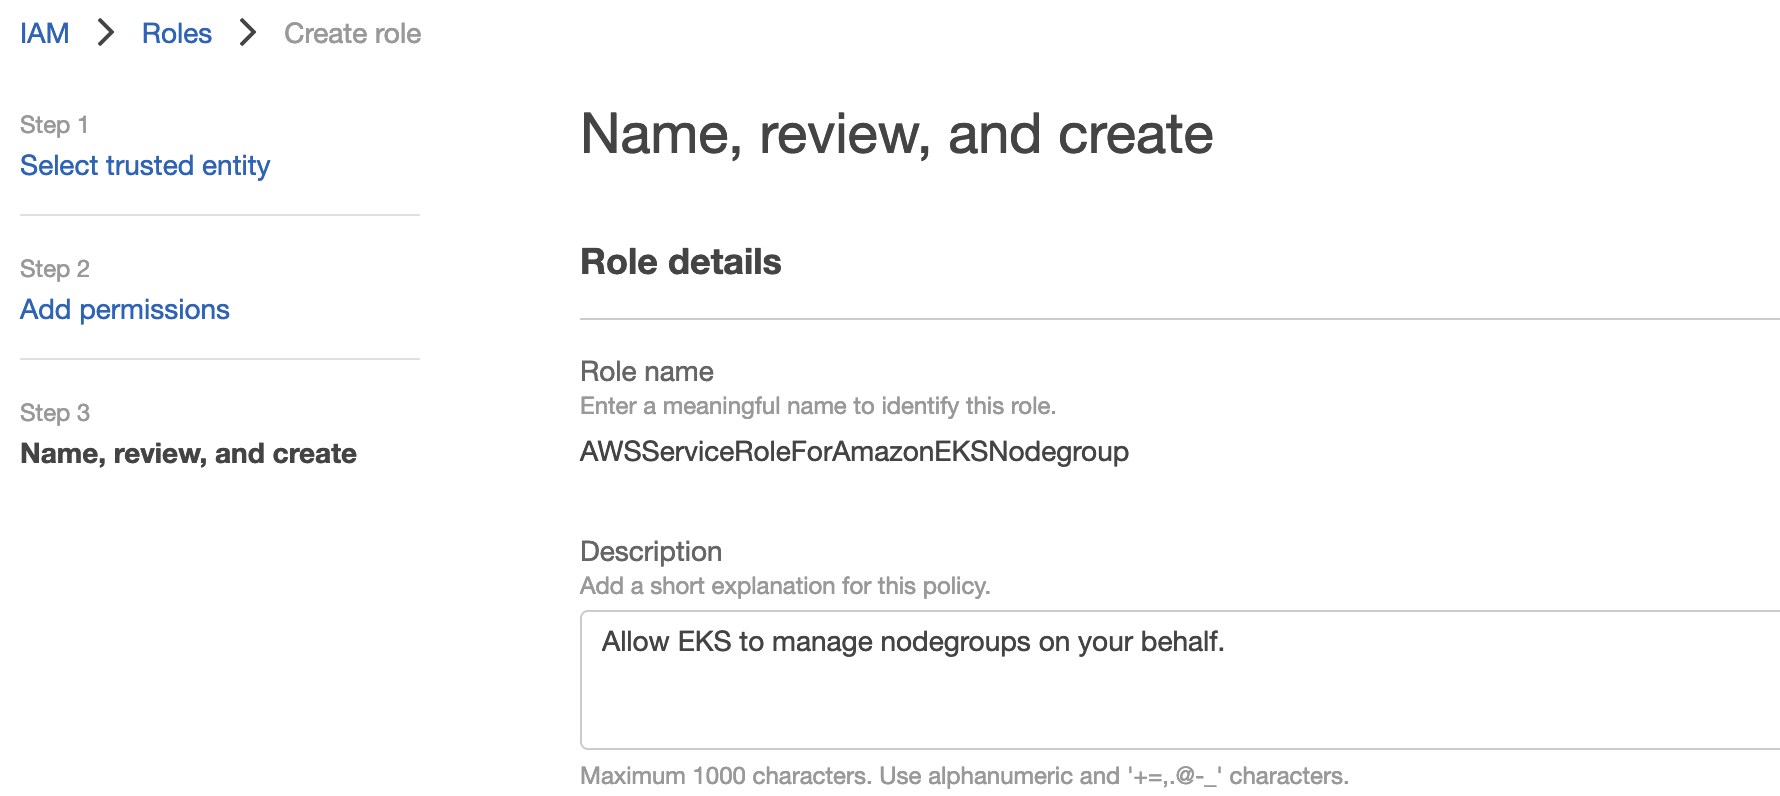 IAM > Roles > Create role
Step 1
Select trusted entity
Step 2
Add permissions
Step 3
Name, review, and create
Name, review, and create
Role details
Role name
Enter a meaningful name to identify this role.
AWSServiceRoleForAmazonEKSNodegroup
Description
Add a short explanation for this policy.
Allow EKS to manage nodegroups on your behalf.
Maximum 1000 characters. Use alphanumeric and '+=,.@-_' characters.